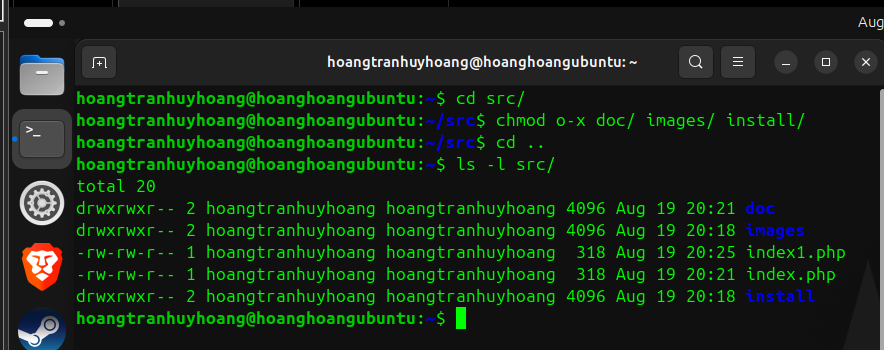 Aug
hoangtranhuyhoang@hoanghoangubuntu: ~
hoangtranhuyhoang@hoanghoangubuntu:~$ cd src/
hoangtranhuyhoang@hoanghoangubuntu:~/src$ chmod o-x doc/ images/ install/
hoangtranhuyhoang@hoanghoangubuntu:~/src$ cd ..
hoangtranhuyhoang@hoanghoangubuntu:~$ ls -l src/
total 20
drwxrwxr-- 2 hoangtranhuyhoang hoangtranhuyhoang 4096 Aug 19 20:21 doc
drwxrwxr-- 2 hoangtranhuyhoang hoangtranhuyhoang 4096 Aug 19 20:18 images
-rw-rw-r-- 1 hoangtranhuyhoang hoangtranhuyhoang  318 Aug 19 20:25 index1.php
-rw-rw-r-- 1 hoangtranhuyhoang hoangtranhuyhoang  318 Aug 19 20:21 index.php
drwxrwxr-- 2 hoangtranhuyhoang hoangtranhuyhoang 4096 Aug 19 20:18 install
hoangtranhuyhoang@hoanghoangubuntu:~$